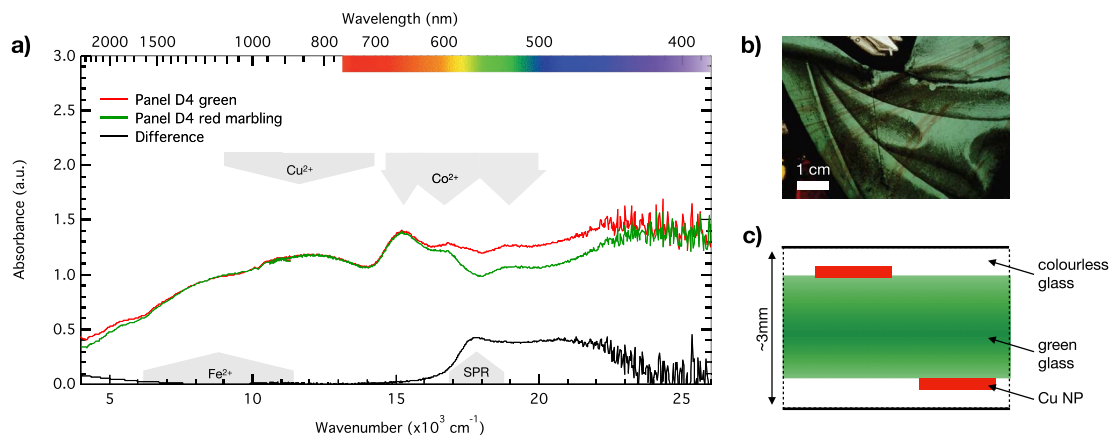 Wavelength (nm)
a)
2000 1500 1000 800 700 600 500 400
3.0
2.5
2.0
1.5
1.0
0.5
0.0
Absorbance (a.u.)
Panel D4 green
Panel D4 red marbling
Difference
Cu²⁺
Co²⁺
Fe²⁺
SPR
5 10 15 20 25
Wavenumber (x10³ cm⁻¹)
b)
1 cm
c)
~3mm
colourless
glass
green
glass
Cu NP